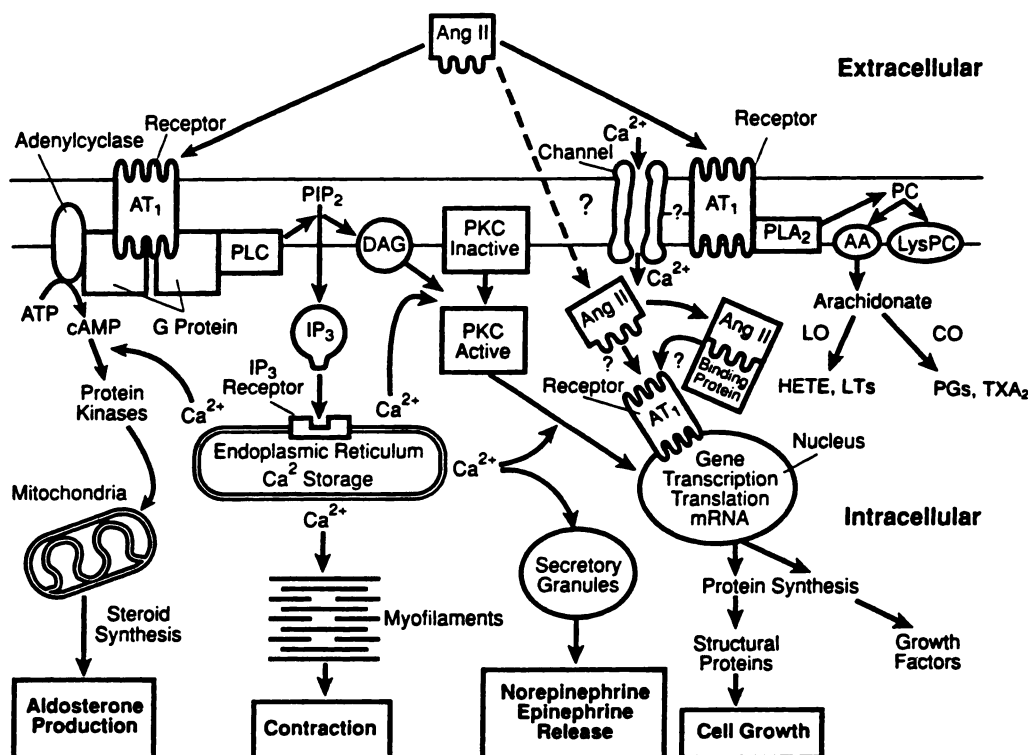 Ang II
Extracellular
Receptor
Adenylcyclase
Ca2+
Channel
Receptor
AT1
PIP2
?
?
AT1
PC
PLC
DAG
PKC
Inactive
PLA2
AA
LysPC
Ca2+
ATP
cAMP
G Protein
IP3
PKC
Active
Ang II
Ang II
Binding
Protein
Arachidonate
LO
CO
HETE, LTs
PGs, TXA2
?
?
IP3
Receptor
Receptor
AT1
Protein
Kinases
Ca2+
Ca2+
Endoplasmic Reticulum
Ca2 Storage
Ca2+
Nucleus
Gene
Transcription
Translation
mRNA
Mitochondria
Ca2+
Intracellular
Secretory
Granules
Protein Synthesis
Steroid
Synthesis
Myofilaments
Structural
Proteins
Growth
Factors
Aldosterone
Production
Contraction
Norepinephrine
Epinephrine
Release
Cell Growth